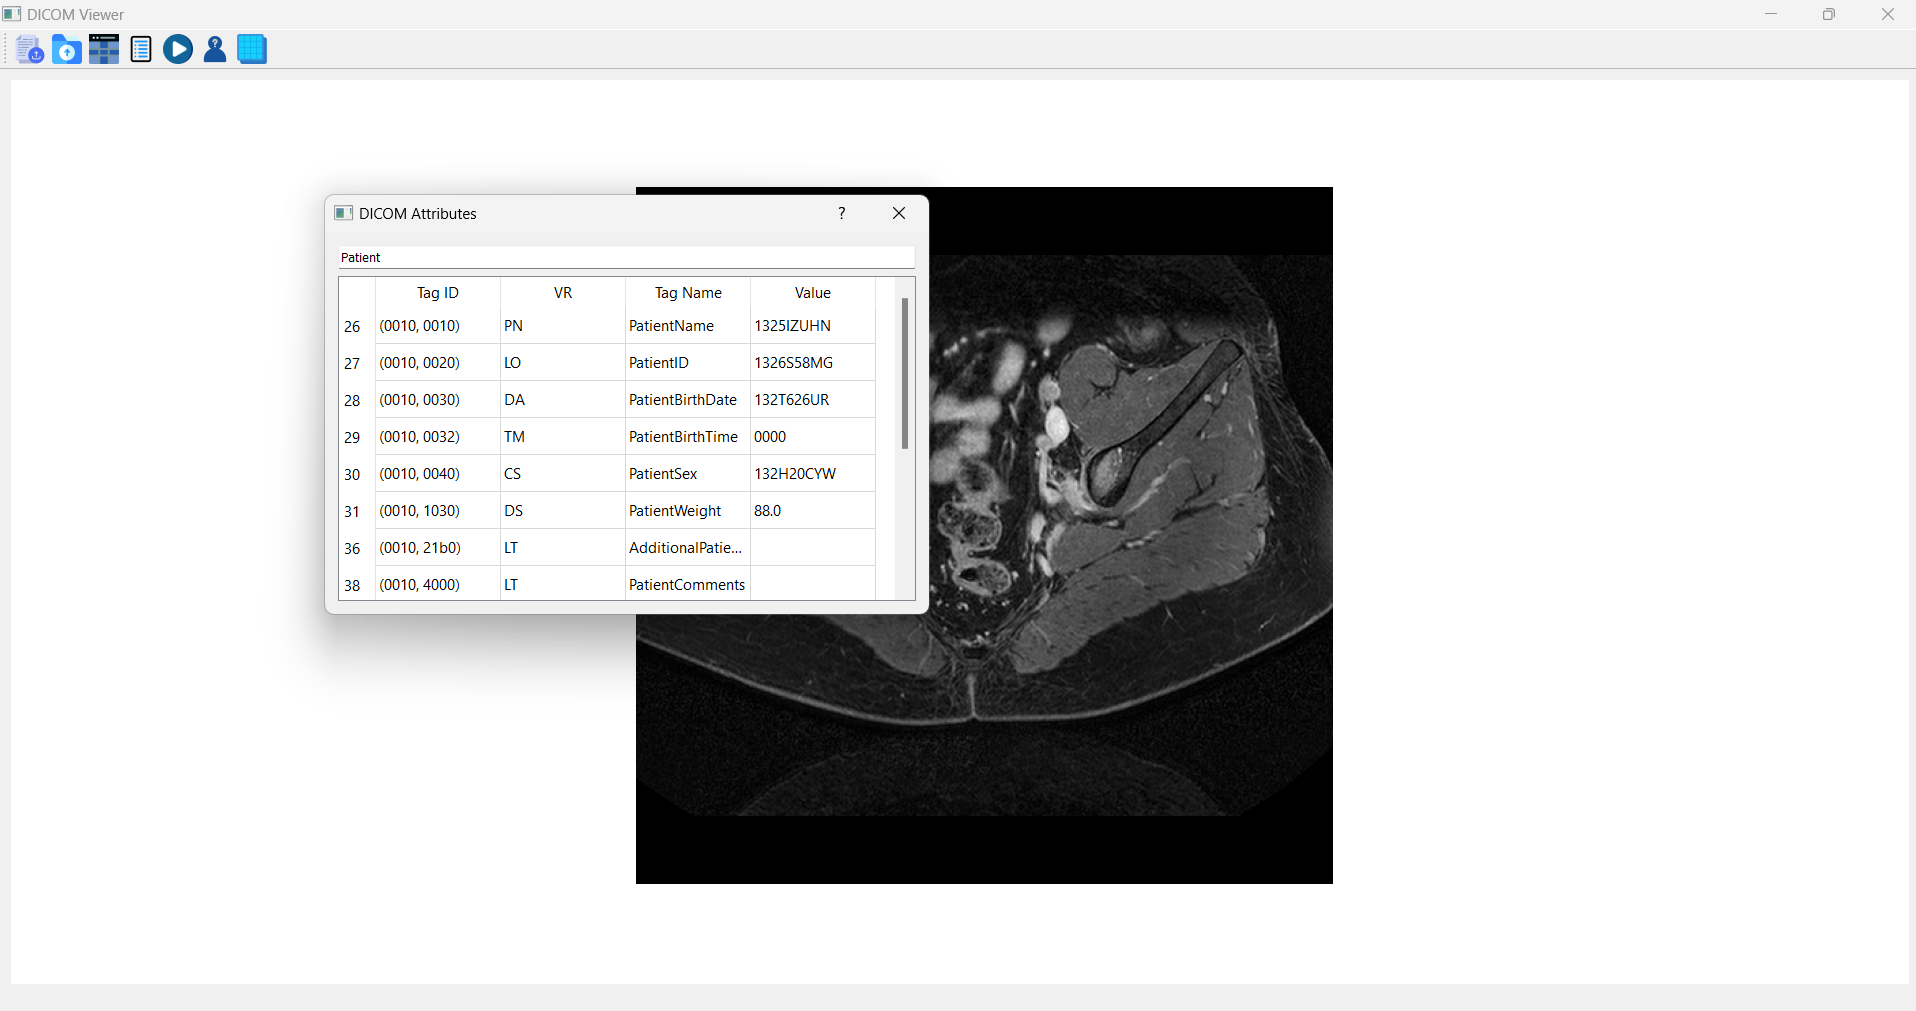 DICOM Viewer
DICOM Attributes
?
Patient
Tag ID VR Tag Name Value
26 (0010, 0010) PN PatientName 1325IZUHN
27 (0010, 0020) LO PatientID 1326S58MG
28 (0010, 0030) DA PatientBirthDate 132T626UR
29 (0010, 0032) TM PatientBirthTime 0000
30 (0010, 0040) CS PatientSex 132H20CYW
31 (0010, 1030) DS PatientWeight 88.0
36 (0010, 21b0) LT AdditionalPatie...
38 (0010, 4000) LT PatientComments